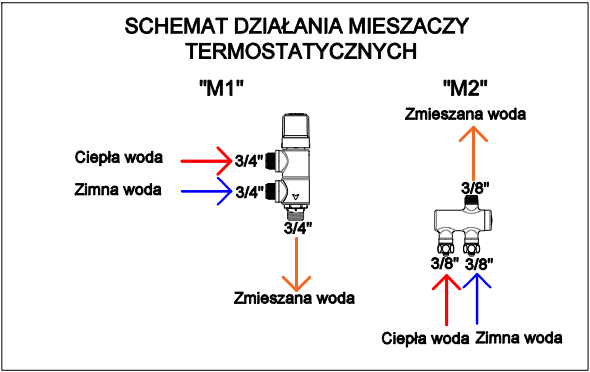 SCHEMAT DZIAŁANIA MIESZACZY
TERMOSTATYCZNYCH
"M1"
Ciepła woda
3/4"
Zimna woda
3/4"
3/4"
Zmieszana woda
"M2"
Zmieszana woda
3/8"
3/8" 3/8"
Ciepła woda Zimna woda